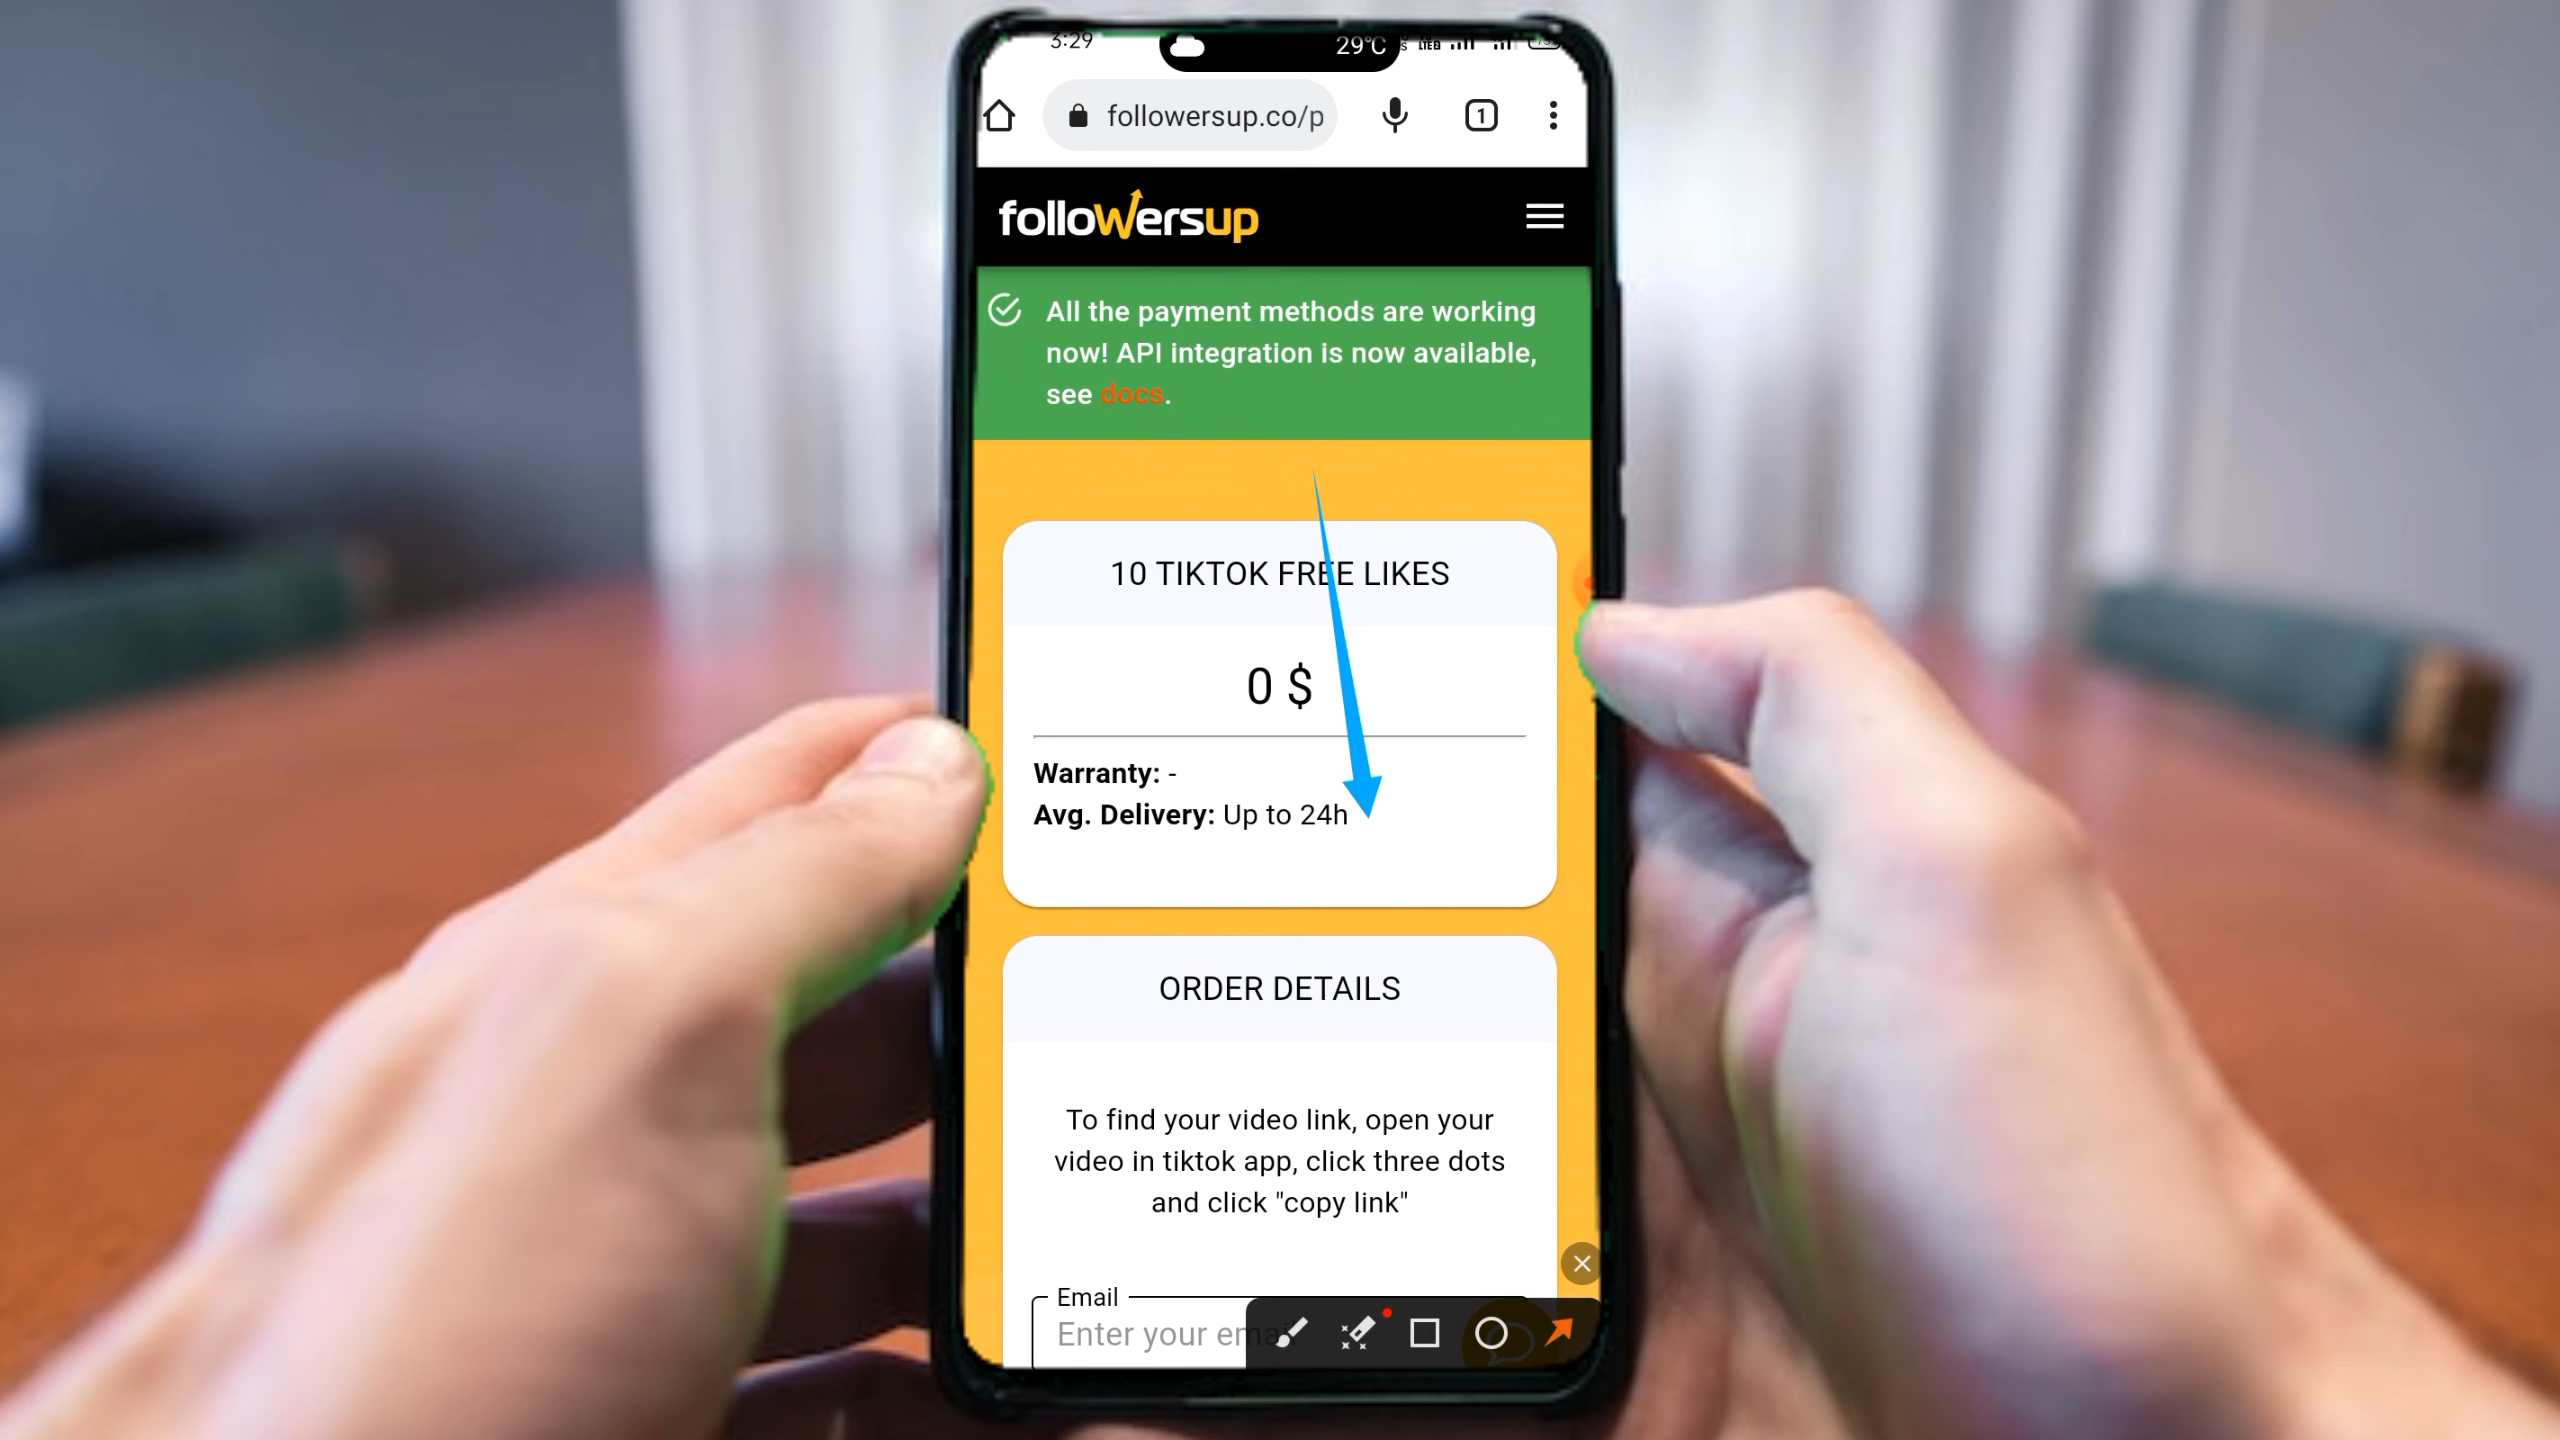 3:29
29°C
followersup.co/p
1
followersup
All the payment methods are working
now! API integration is now available,
see docs.
10 TIKTOK FREE LIKES
0 $
Warranty: -
Avg. Delivery: Up to 24h
ORDER DETAILS
To find your video link, open your
video in tiktok app, click three dots
and click "copy link"
Email
Enter your ema